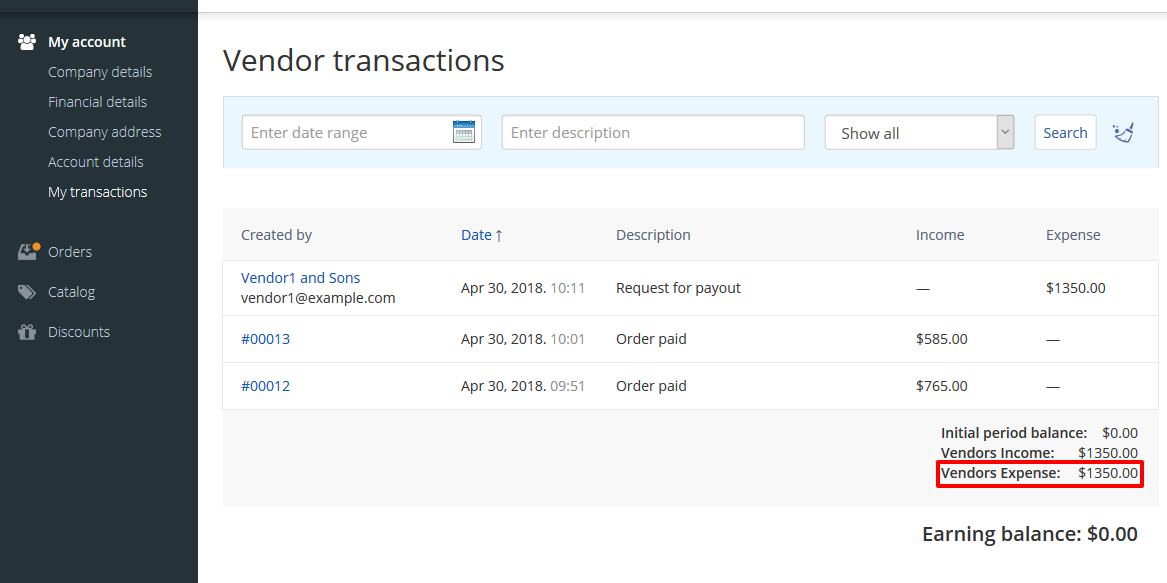 My account
Company details
Financial details
Company address
Account details
My transactions
Orders
Catalog
Discounts
Vendor transactions
Enter date range
Enter description
Show all
Search
Created by Date ↑ Description Income Expense
Vendor1 and Sons
vendor1@example.com
Apr 30, 2018. 10:11 Request for payout — $1350.00
#00013 Apr 30, 2018. 10:01 Order paid $585.00 —
#00012 Apr 30, 2018. 09:51 Order paid $765.00 —
Initial period balance: $0.00
Vendors Income: $1350.00
Vendors Expense: $1350.00
Earning balance: $0.00